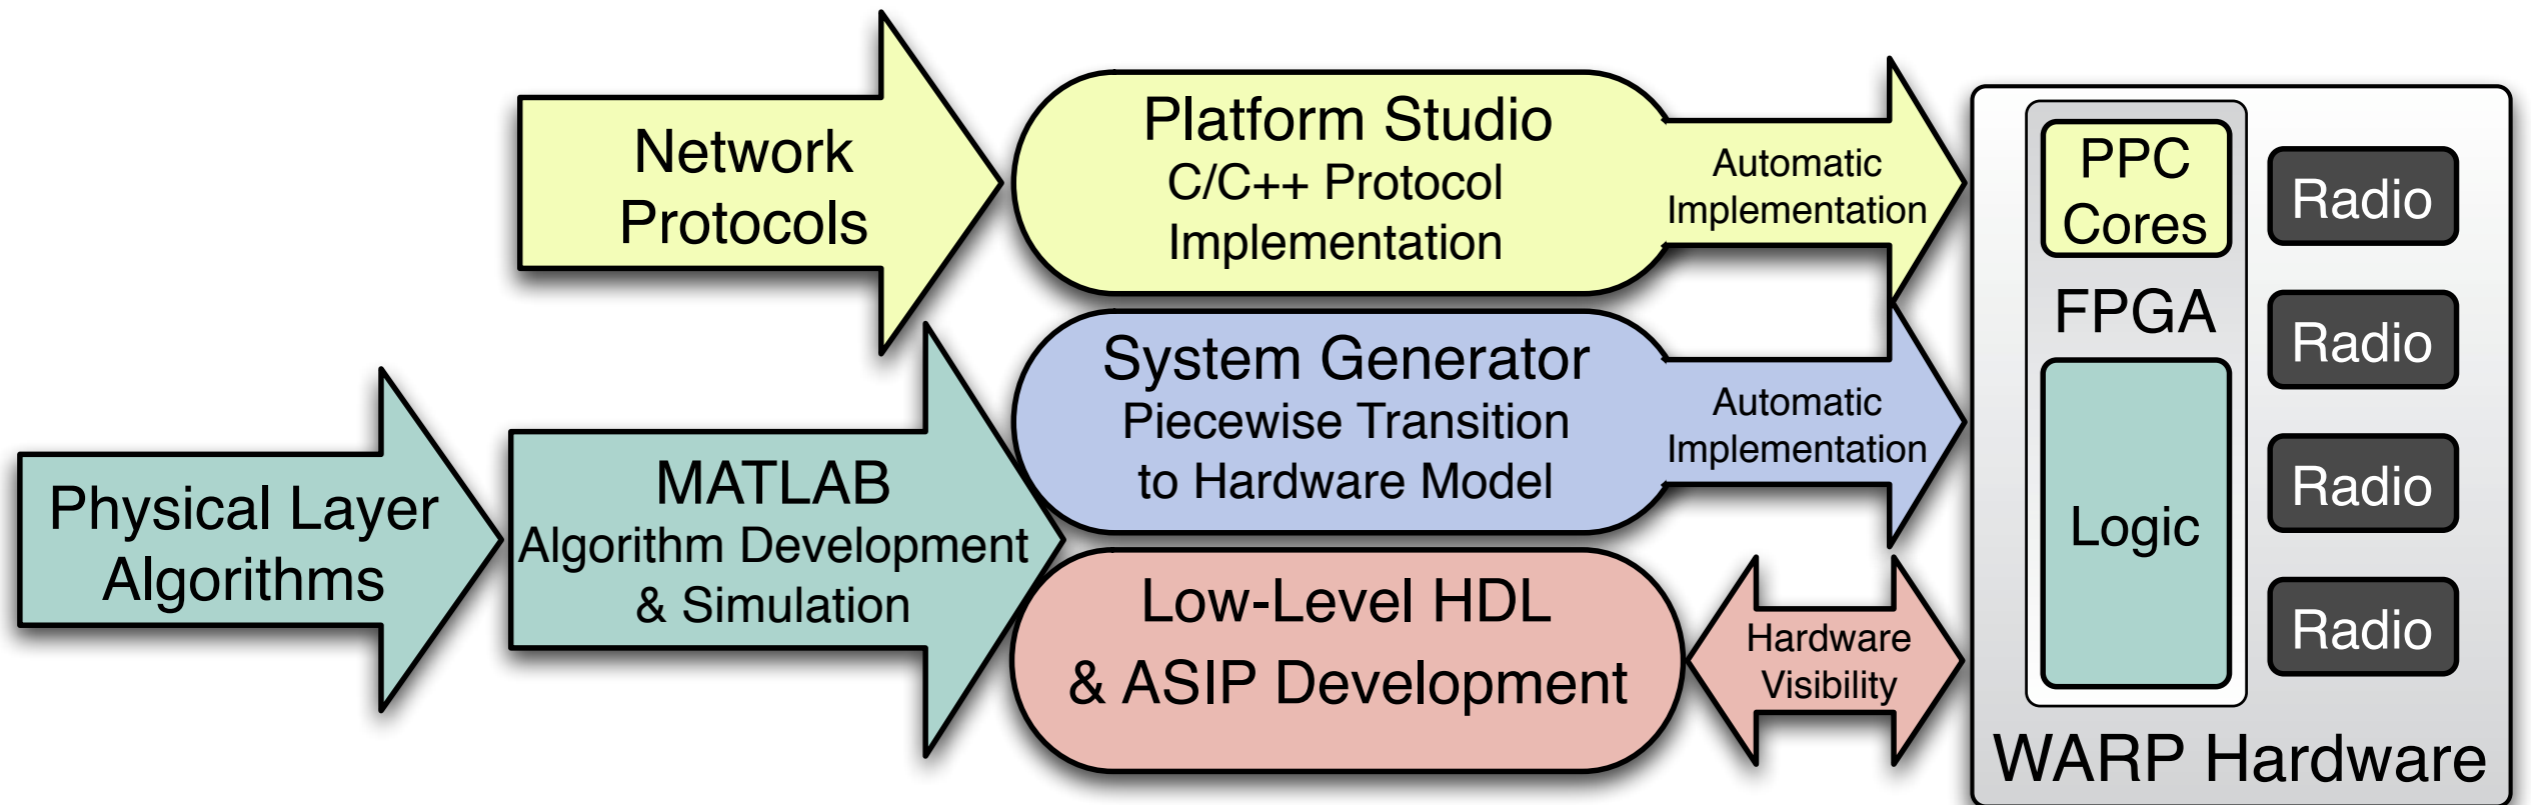 Network
Protocols
Platform Studio
C/C++ Protocol
Implementation
Automatic
Implementation
Physical Layer
Algorithms
MATLAB
Algorithm Development
& Simulation
System Generator
Piecewise Transition
to Hardware Model
Automatic
Implementation
Low-Level HDL
& ASIP Development
Hardware
Visibility
PPC
Cores
FPGA
Logic
Radio
Radio
Radio
Radio
WARP Hardware